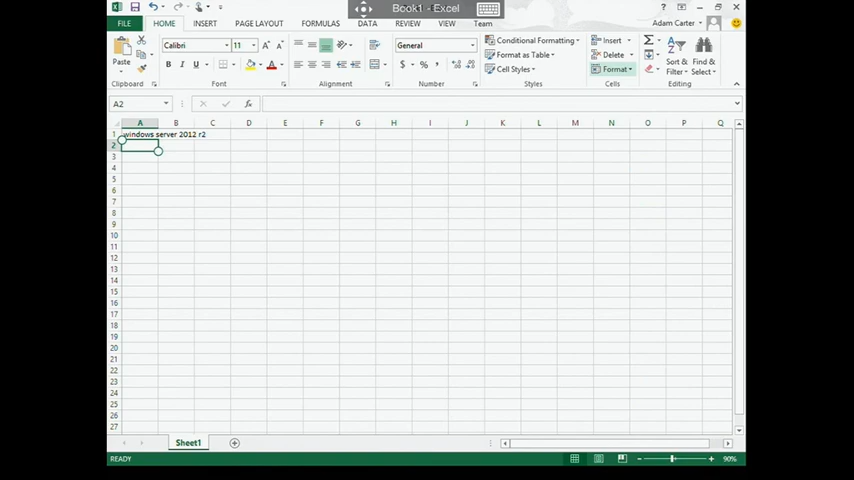 Book1 - Excel
FILE HOME INSERT PAGE LAYOUT FORMULAS DATA REVIEW VIEW Team Adam Carter
Paste Calibri 11 B I U A A A General $ % , Conditional Formatting Format as Table Cell Styles Insert Delete Format Sort & Filter Find & Select
Clipboard Font Alignment Number Styles Cells Editing
A2 fx
A B C D E F G H I J K L M N O P Q
1 windows server 2012 r2
2
3
4
5
6
7
8
9
10
11
12
13
14
15
16
17
18
19
20
21
22
23
24
25
26
27
Sheet1
READY 90%